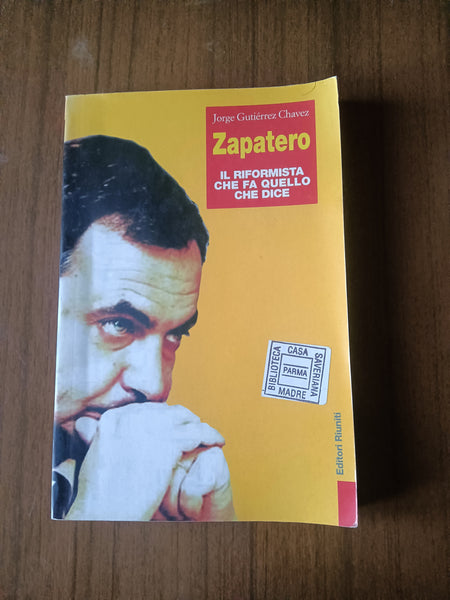 Jorge Gutiérrez Chavez
Zapatero
IL RIFORMISTA
CHE FA QUELLO
CHE DICE
BIBLIOTECA
CASA
PARMA
MADRE
SAVERIANA
Editori Riuniti